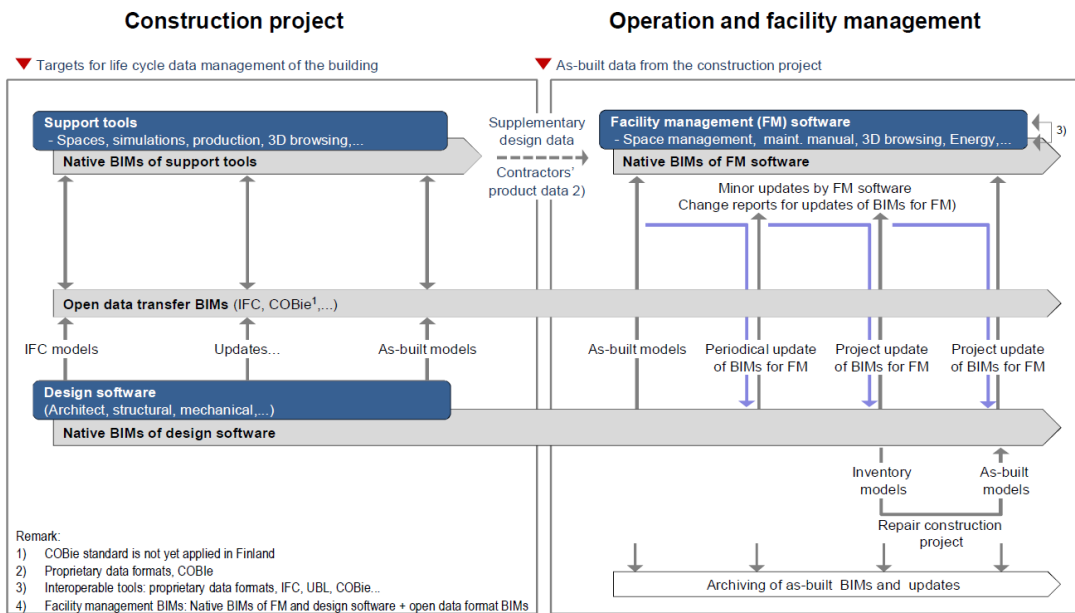 Construction project
Operation and facility management
Targets for life cycle data management of the building
As-built data from the construction project
Support tools
- Spaces, simulations, production, 3D browsing,...
Native BIMs of support tools
Supplementary
design data
Contractors'
product data 2)
Facility management (FM) software
- Space management, maint. manual, 3D browsing, Energy,...
3)
Native BIMs of FM software
Minor updates by FM software
Change reports for updates of BIMs for FM)
Open data transfer BIMs (IFC, COBie¹,...)
IFC models
Updates...
As-built models
As-built models
Periodical update
of BIMs for FM
Project update
of BIMs for FM
Project update
of BIMs for FM
Design software
(Architect, structural, mechanical,...)
Native BIMs of design software
Inventory
models
As-built
models
Repair construction
project
Archiving of as-built BIMs and updates
Remark:
1) COBie standard is not yet applied in Finland
2) Proprietary data formats, COBIe
3) Interoperable tools: proprietary data formats, IFC, UBL, COBie...
4) Facility management BIMs: Native BIMs of FM and design software + open data format BIMs